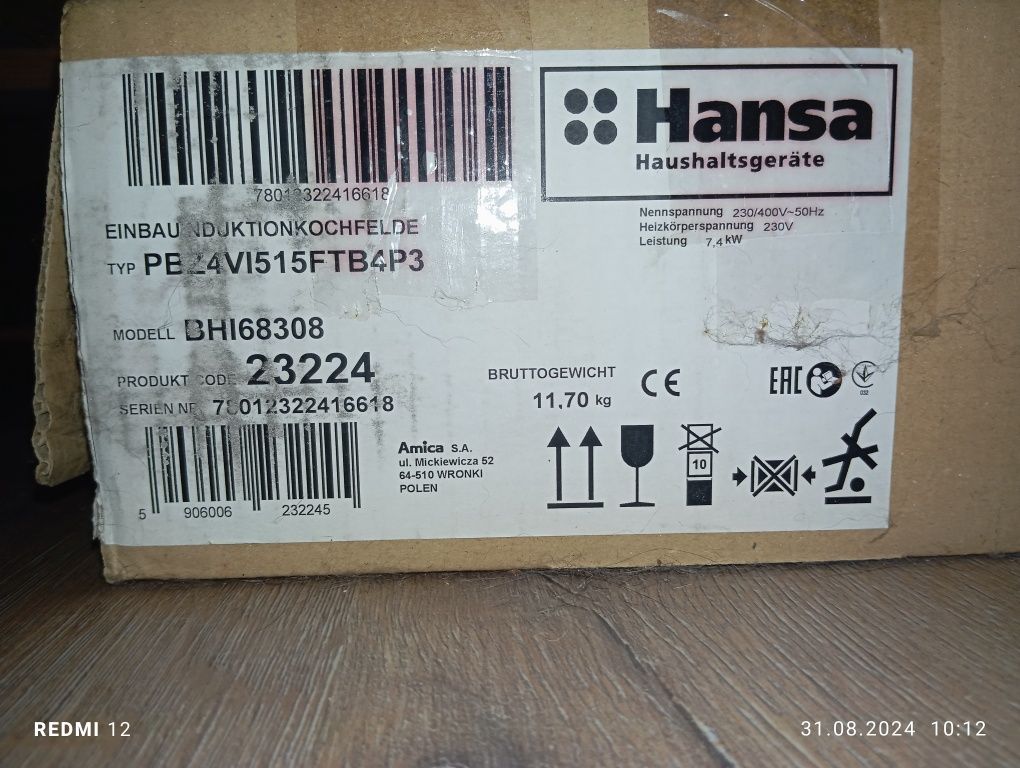 Hansa
Haushaltsgeräte
78012322416618
Nennspannung 230/400V~50Hz
Heizkörperspannung 230V
Leistung 7,4 kW
EINBAUINDUKTIONKOCHFELDE
TYP
MODELL BHI68308
PRODUKT CODE 23224
SERIEN NR 78012322416618
BRUTTOGEWICHT
11,70 kg
CE
EAC
032
Amica S.A.
ul. Mickiewicza 52
64-510 WRONKI
POLEN
10
5 906006 232245
REDMI 12
31.08.2024 10:12